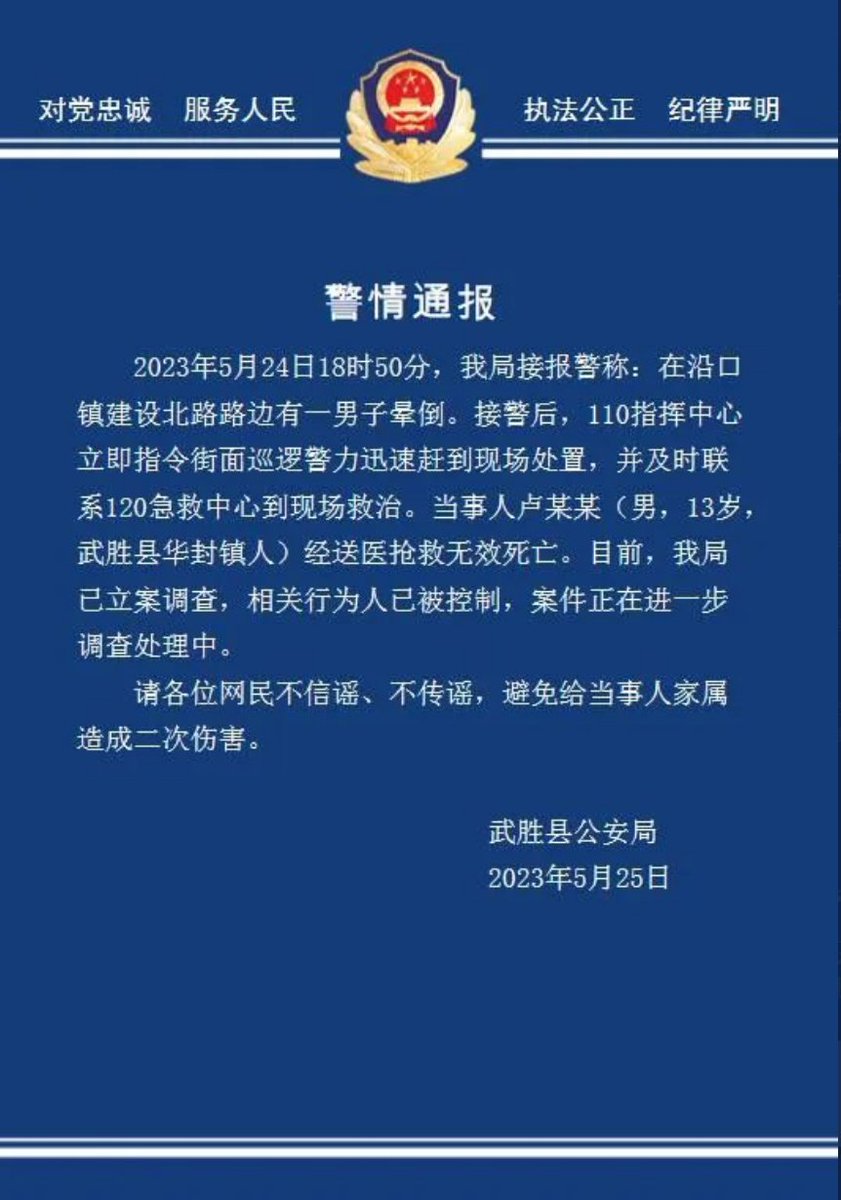 对党忠诚 服务人民 执法公正 纪律严明
警情通报
2023年5月24日18时50分，我局接报警称：在沿口
镇建设北路路边有一男子晕倒。接警后，110指挥中心
立即指令街面巡逻警力迅速赶到现场处置，并及时联
系120急救中心到现场救治。当事人卢某某（男，13岁，
武胜县华封镇人）经送医抢救无效死亡。目前，我局
已立案调查，相关行为人已被控制，案件正在进一步
调查处理中。
请各位网民不信谣、不传谣，避免给当事人家属
造成二次伤害。
武胜县公安局
2023年5月25日